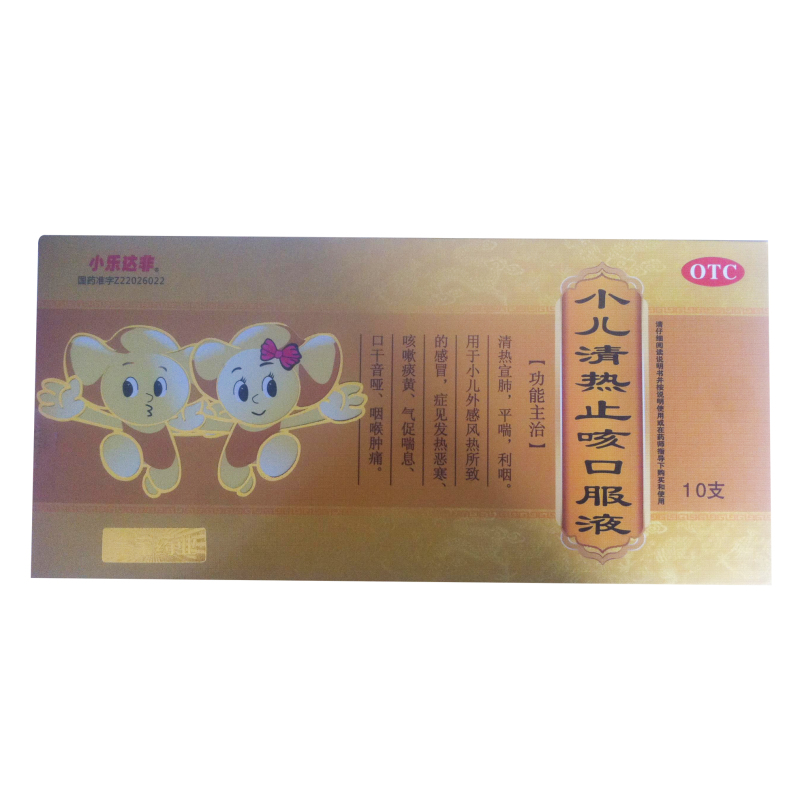 小乐达非
国药准字Z22026022
OTC
小儿清热止咳口服液
请仔细阅读说明书并按说明使用或在药师指导下购买和使用
10支
【功能主治】
清热宣肺，平喘，利咽。
用于小儿外感风热所致
的感冒，症见发热恶寒、
咳嗽痰黄、气促喘息、
口干音哑、咽喉肿痛。